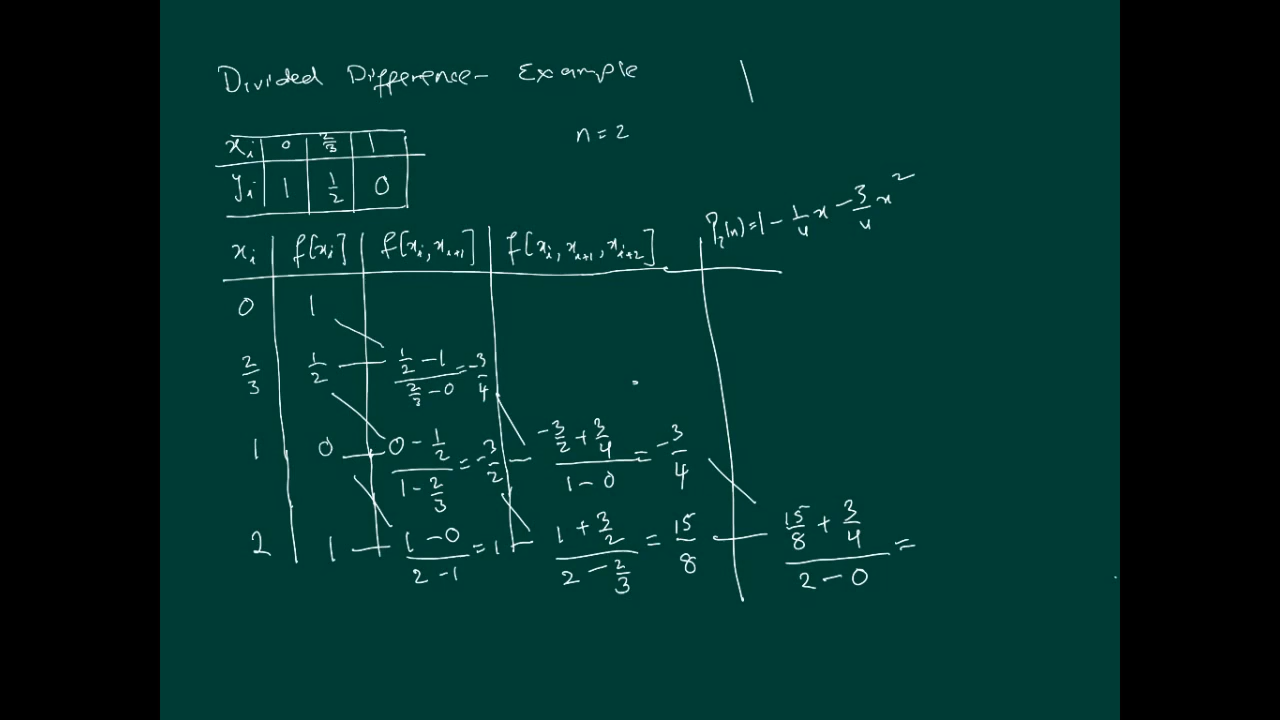 Divided Difference- Example
n = 2
xᵢ 0 2/3 1
yᵢ 1 1/2 0
P₂(x) = 1 - 1/4 x - 3/4 x²
xᵢ f[xᵢ] f[xᵢ, xᵢ₊₁] f[xᵢ, xᵢ₊₁, xᵢ₊₂]
0 1
2/3 1/2 (1/2 - 1)/(2/3 - 0) = -3/4
1 0 (0 - 1/2)/(1 - 2/3) = -3/2 (-3/2 + 3/4)/(1 - 0) = -3/4
2 1 (1 - 0)/(2 - 1) = 1 (1 + 3/2)/(2 - 2/3) = 15/8 (15/8 + 3/4)/(2 - 0) =